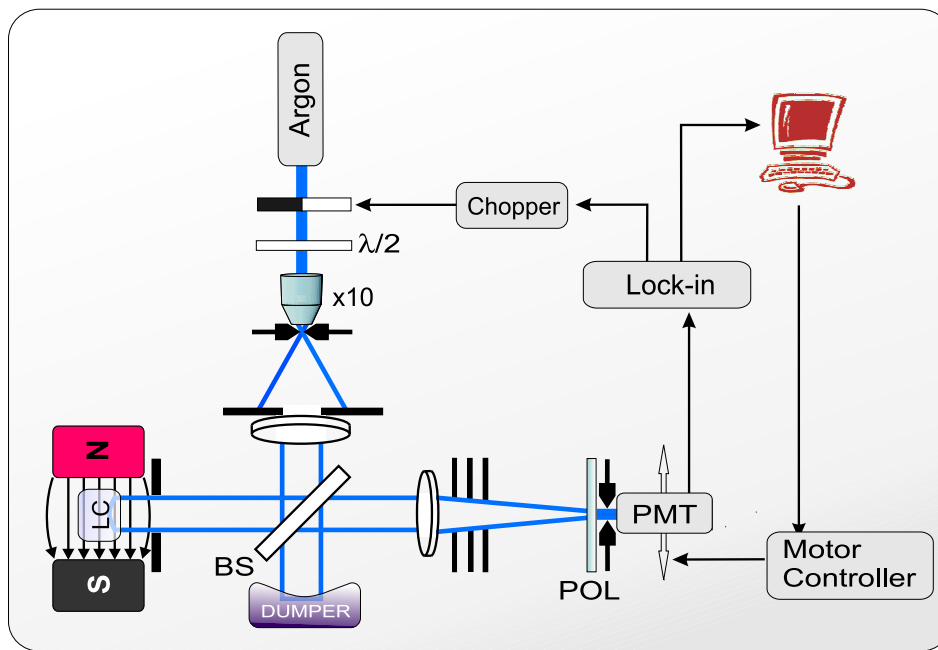 Argon
Chopper
λ/2
x10
Lock-in
N
LC
S
BS
DUMPER
POL
PMT
Motor
Controller